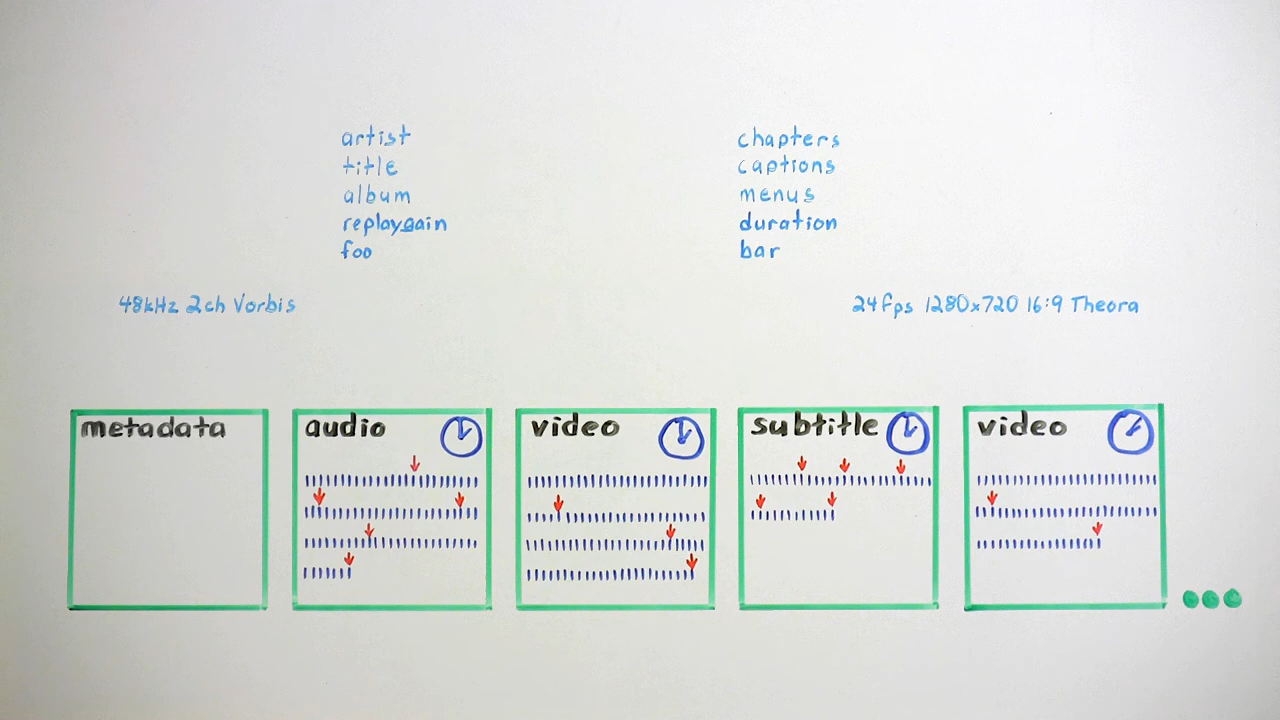 artist
title
album
replaygain
foo
chapters
captions
menus
duration
bar
48kHz 2ch Vorbis
24fps 1280x720 16:9 Theora
metadata
audio
video
subtitle
video